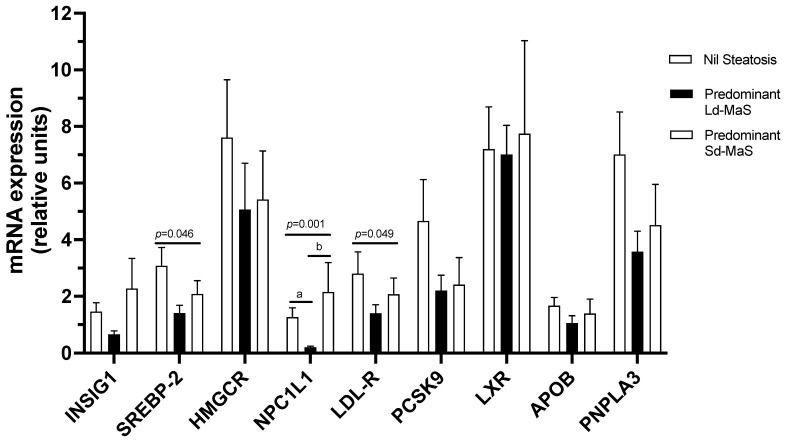 mRNA expression
(relative units)
12
10
8
6
4
2
0
p=0.046
p=0.001
b
a
p=0.049
Nil Steatosis
Predominant
Ld-MaS
Predominant
Sd-MaS
INSIG1
SREBP-2
HMGCR
NPC1L1
LDL-R
PCSK9
LXR
APOB
PNPLA3